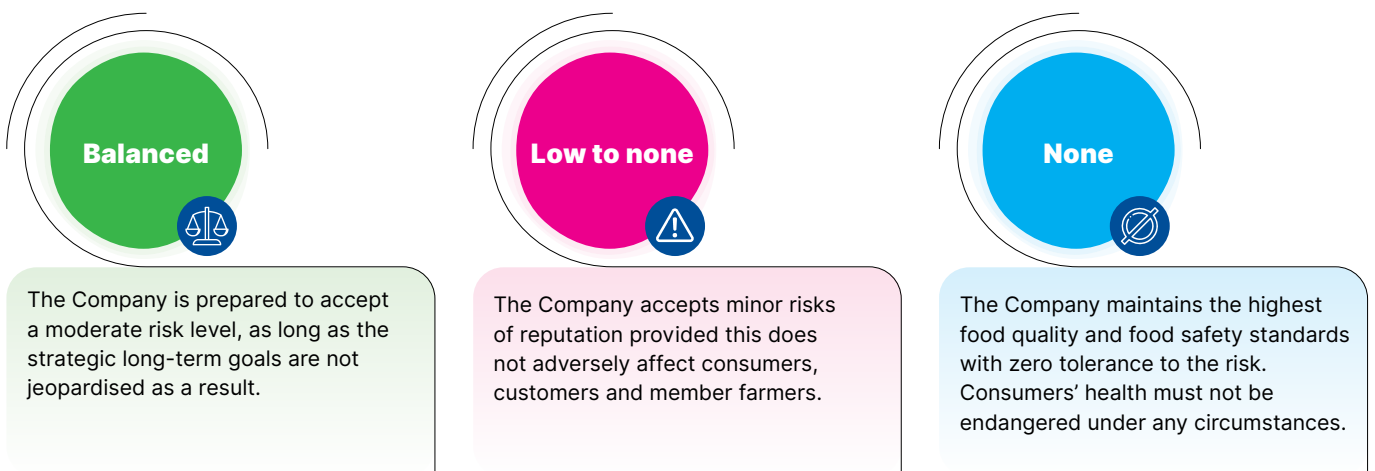 Balanced
The Company is prepared to accept
a moderate risk level, as long as the
strategic long-term goals are not
jeopardised as a result.
Low to none
The Company accepts minor risks
of reputation provided this does
not adversely affect consumers,
customers and member farmers.
None
The Company maintains the highest
food quality and food safety standards
with zero tolerance to the risk.
Consumers’ health must not be
endangered under any circumstances.